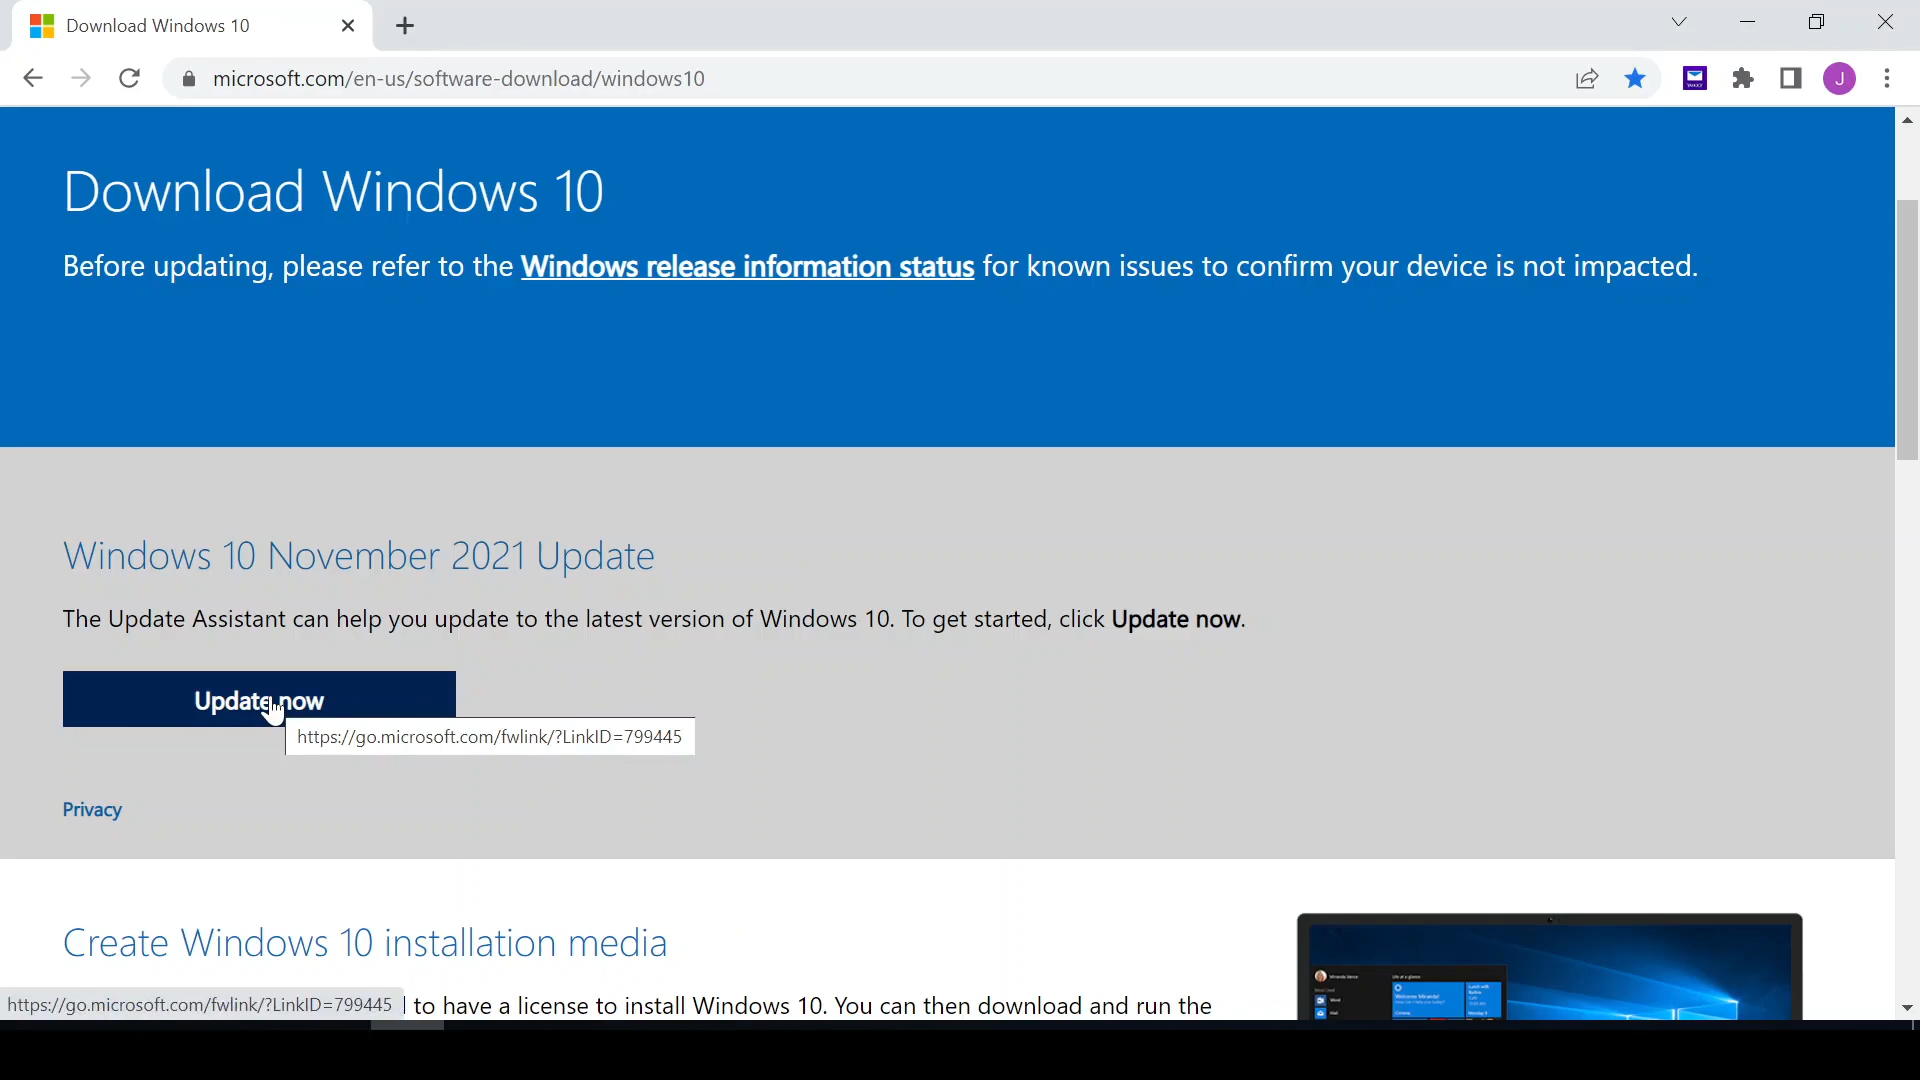 Download Windows 10
microsoft.com/en-us/software-download/windows10
J
Download Windows 10
Before updating, please refer to the Windows release information status for known issues to confirm your device is not impacted.
Windows 10 November 2021 Update
The Update Assistant can help you update to the latest version of Windows 10. To get started, click Update now.
Update now
https://go.microsoft.com/fwlink/?LinkID=799445
Privacy
Create Windows 10 installation media
https://go.microsoft.com/fwlink/?LinkID=799445 to have a license to install Windows 10. You can then download and run the